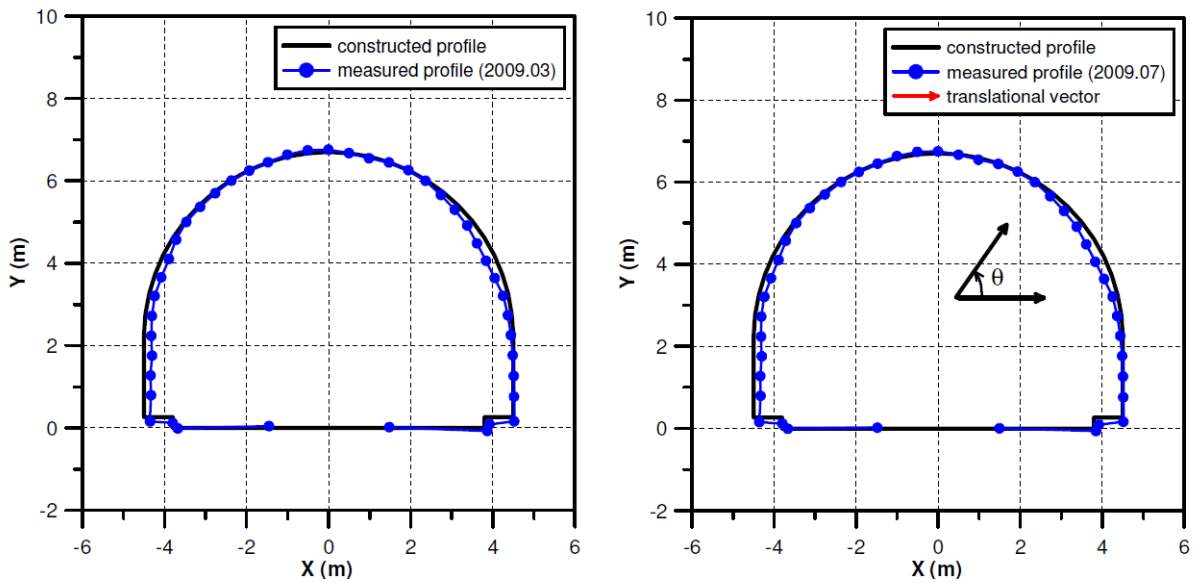 10
8
6
4
2
0
-2
Y (m)
constructed profile
measured profile (2009.03)
-6 -4 -2 0 2 4 6
X (m)
10
8
6
4
2
0
-2
Y (m)
constructed profile
measured profile (2009.07)
translational vector
θ
-6 -4 -2 0 2 4 6
X (m)